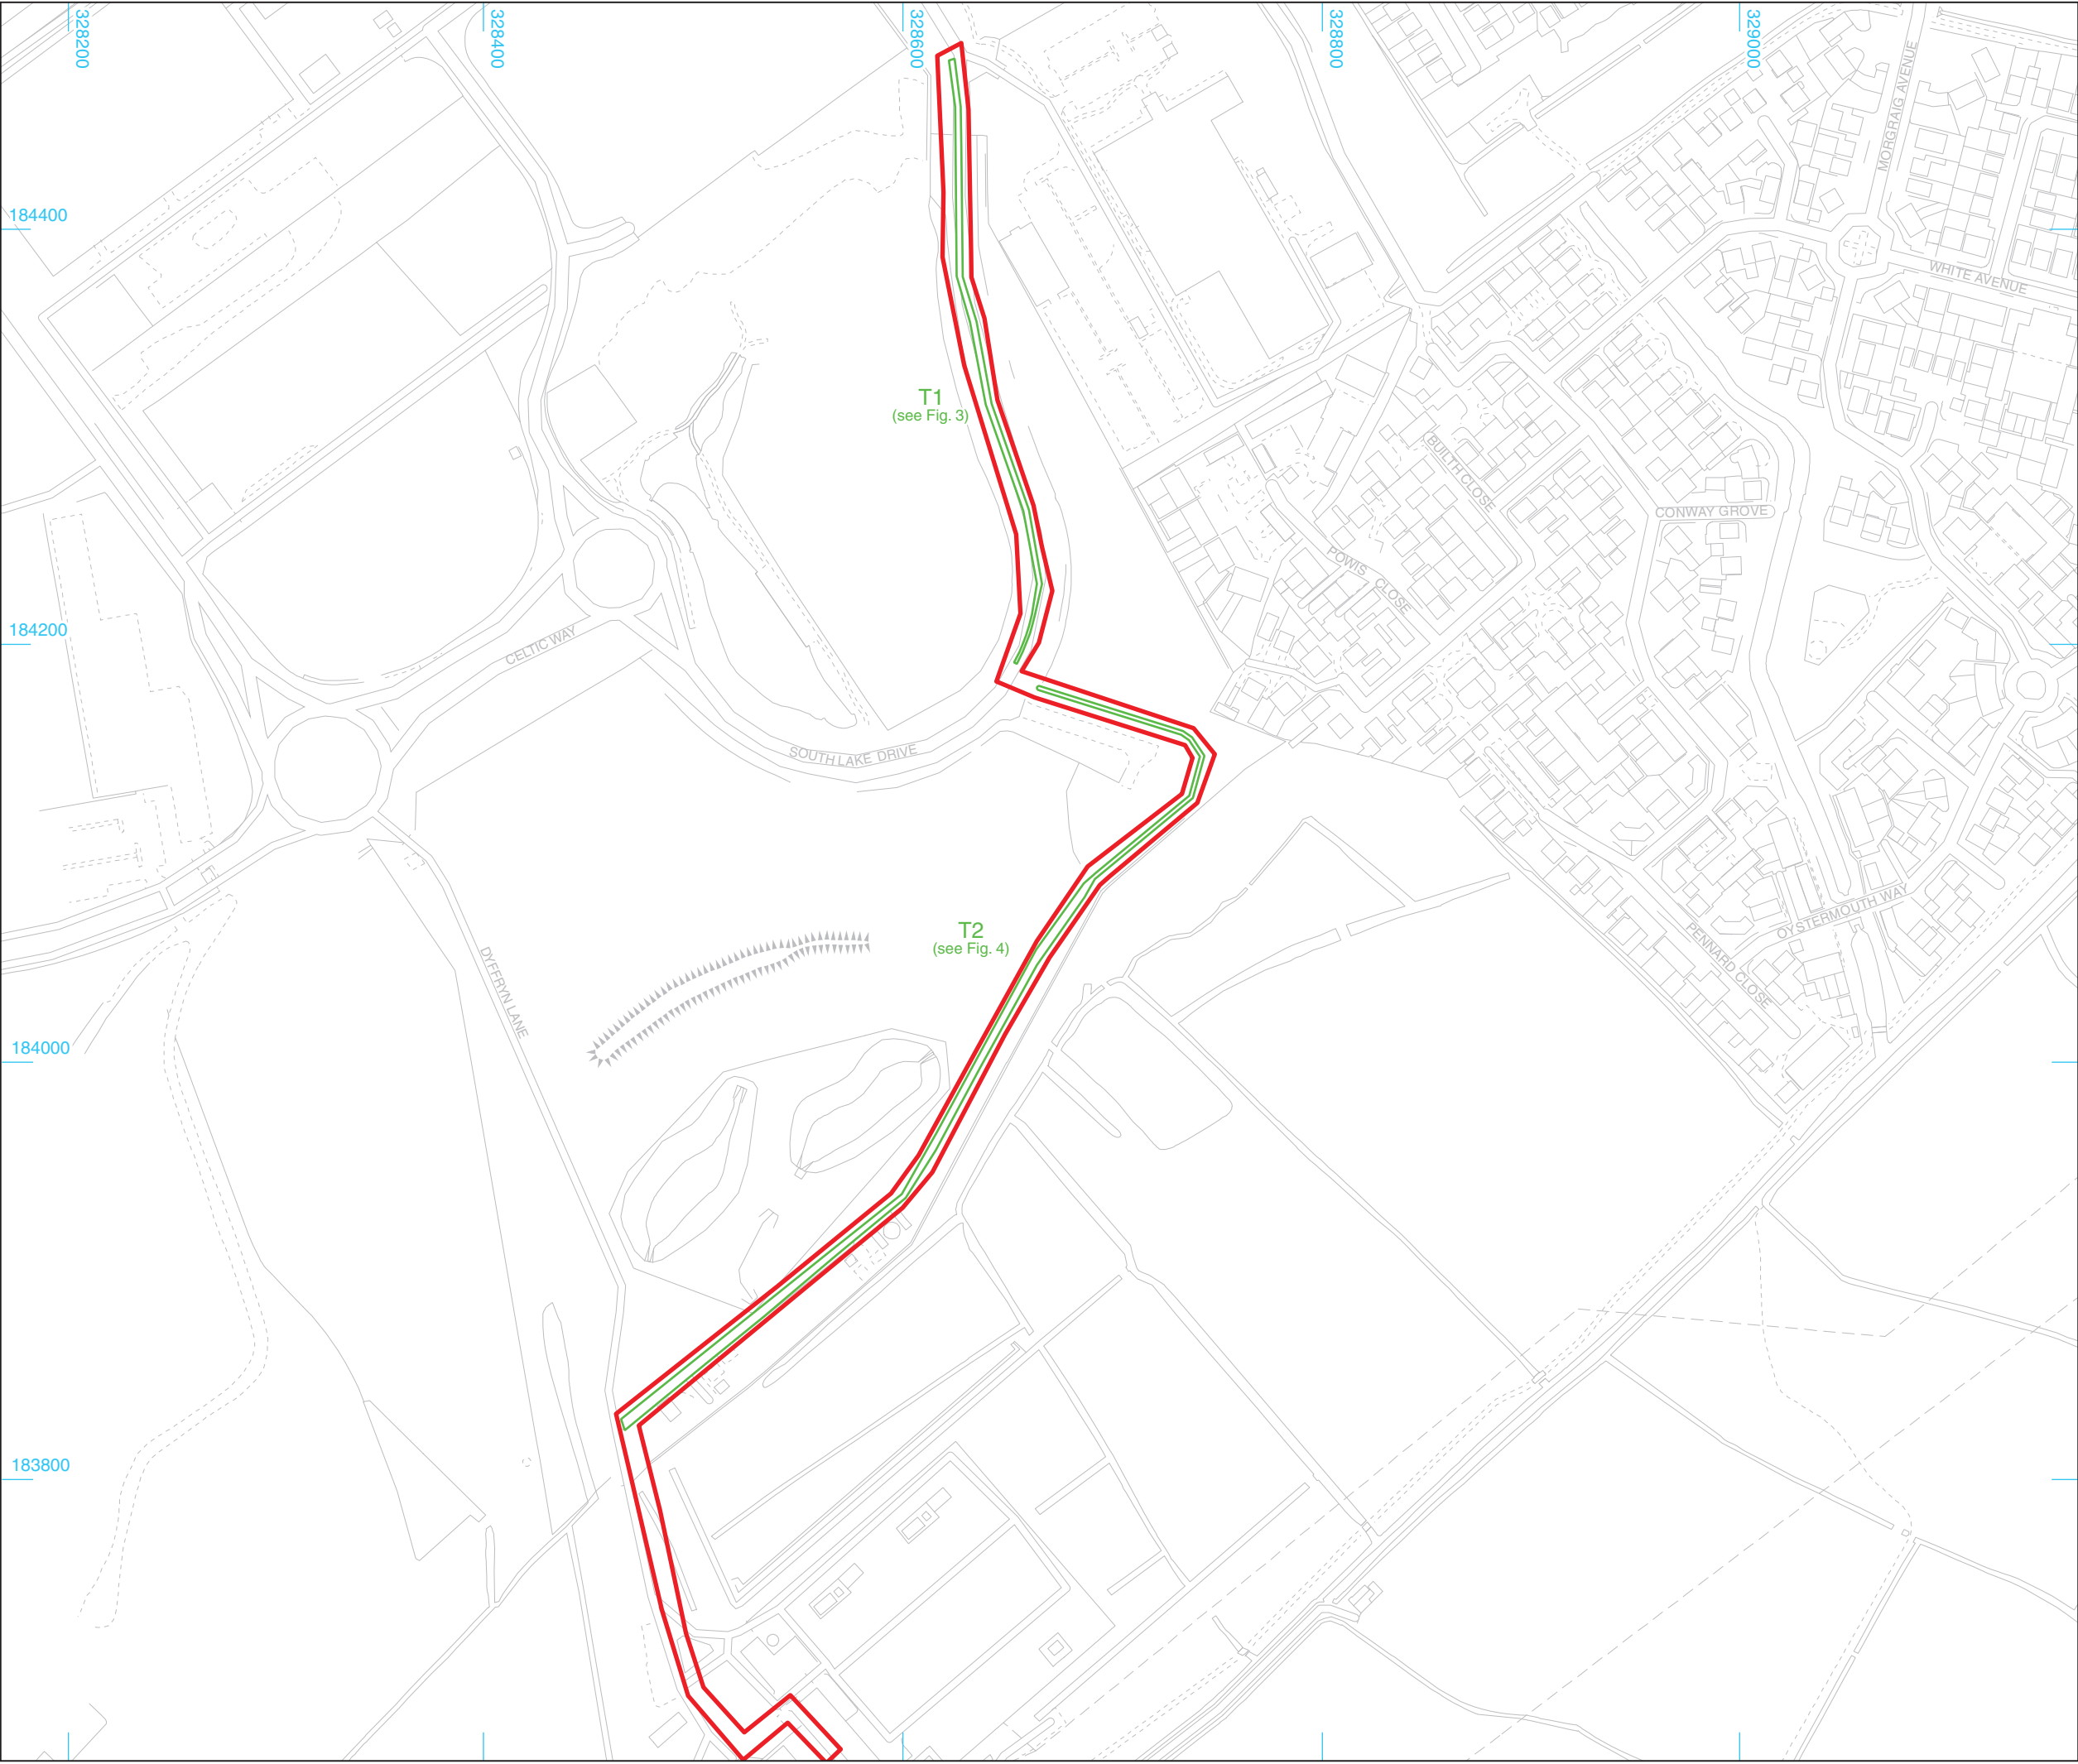 328200
328400
328600
328800
329000
MORGRAIG AVENUE
184400
WHITE AVENUE
T1
(see Fig. 3)
BUILTH CLOSE
CONWAY GROVE
POWIS CLOSE
184200
CELTIC WAY
SOUTH LAKE DRIVE
OYSTERMOUTH WAY
T2
(see Fig. 4)
PENNARD CLOSE
DYFFRYN LANE
184000
183800